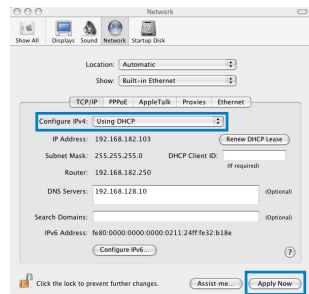 Network
Show All Displays Sound Network Startup Disk
Location: Automatic
Show: Built-in Ethernet
TCP/IP PPPoE AppleTalk Proxies Ethernet
Configure IPv4: Using DHCP
IP Address: 192.168.182.103 Renew DHCP Lease
Subnet Mask: 255.255.255.0 DHCP Client ID:
(If required)
Router: 192.168.182.250
DNS Servers: 192.168.128.10 (Optional)
Search Domains: (Optional)
IPv6 Address: fe80:0000:0000:0000:0211:24ff:fe32:b18e
Configure IPv6... ?
Click the lock to prevent further changes. Assist me... Apply Now